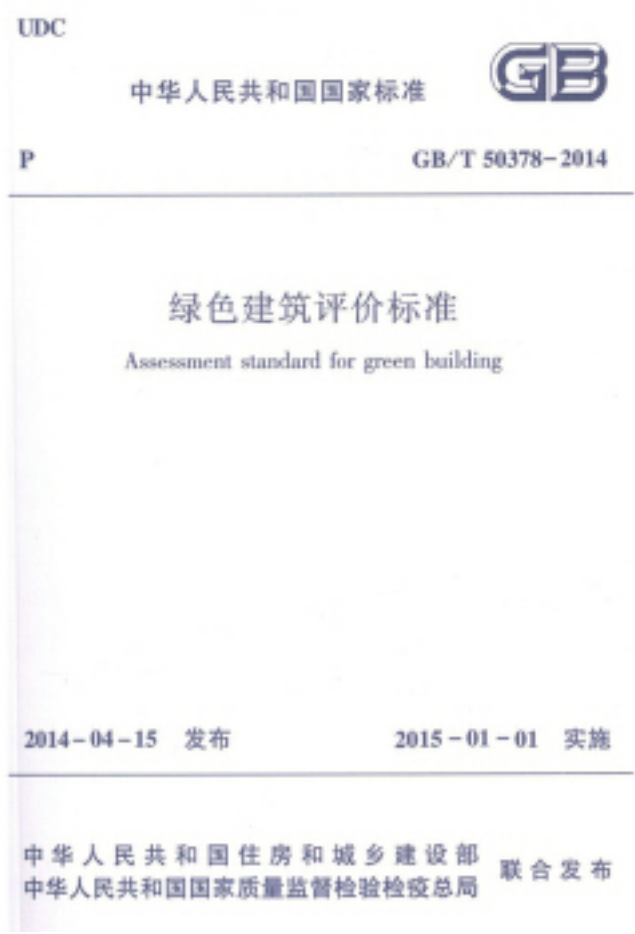 UDC
GB
中华人民共和国国家标准
P
GB/T 50378-2014
绿色建筑评价标准
Assessment standard for green building
2014-04-15 发布
2015-01-01 实施
中华人民共和国住房和城乡建设部
中华人民共和国国家质量监督检验检疫总局
联合发布